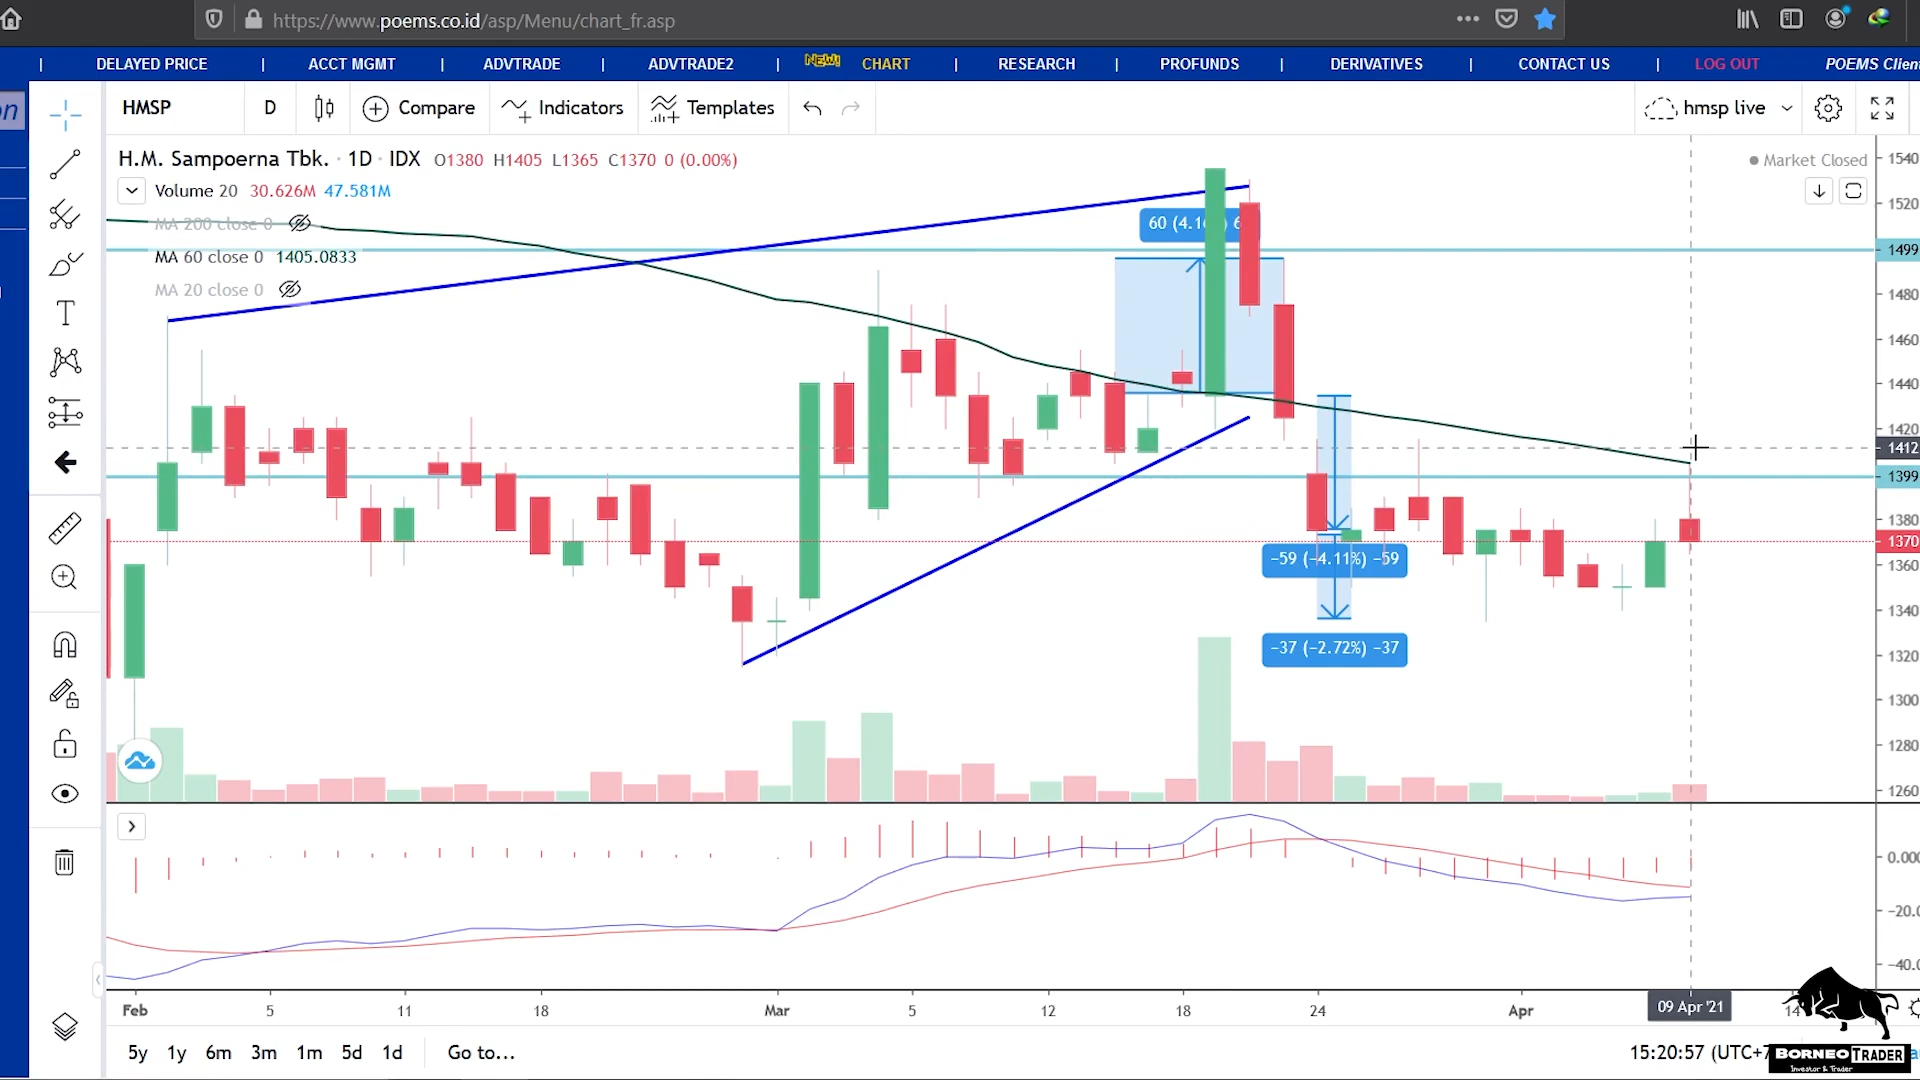 https://www.poems.co.id/asp/Menu/chart_fr.asp
| DELAYED PRICE | ACCT MGMT | ADVTRADE | ADVTRADE2 | NEW! CHART | RESEARCH | PROFUNDS | DERIVATIVES | CONTACT US | LOG OUT POEMS Client
on
HMSP D Compare Indicators Templates hmsp live
H.M. Sampoerna Tbk. · 1D · IDX O1380 H1405 L1365 C1370 0 (0.00%)
Market Closed
Volume 20 30.626M 47.581M
MA 200 close 0
MA 60 close 0 1405.0833
MA 20 close 0
60 (4.1
−59 (−4.11%) −59
−37 (−2.72%) −37
1540
1520
1499
1480
1460
1440
1420
1412
1399
1380
1370
1360
1340
1320
1300
1280
1260
0.000
−20.0
−40.0
Feb 5 11 18 Mar 5 12 18 24 Apr 09 Apr '21 14
5y 1y 6m 3m 1m 5d 1d Go to...
15:20:57 (UTC+7
BORNEO TRADER
Investor & Trader